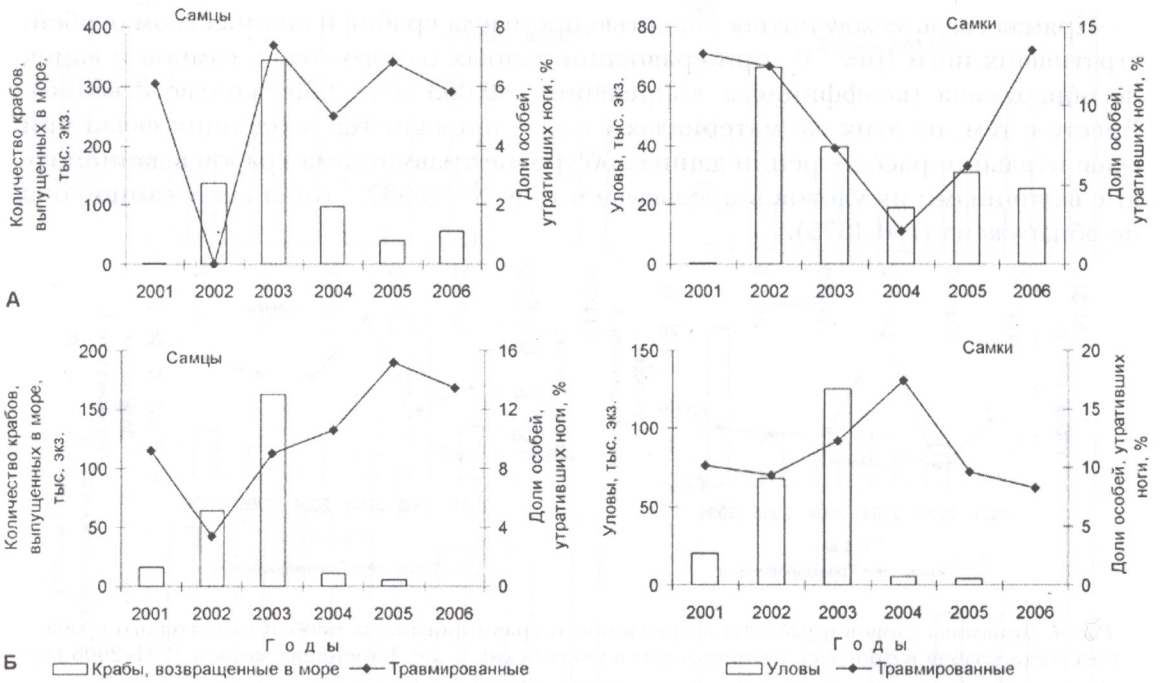 Самцы
Количество крабов,
выпущенных в море,
тыс. экз.
400
300
200
100
0
8
6
4
2
0
Доли особей,
утративших ноги, %
2001 2002 2003 2004 2005 2006
Самки
Уловы, тыс. экз.
80
60
40
20
0
15
10
5
0
Доли особей,
утративших ноги, %
2001 2002 2003 2004 2005 2006
А
Самцы
Количество крабов,
выпущенных в море,
тыс. экз.
200
150
100
50
0
16
12
8
4
0
Доли особей,
утративших ноги, %
2001 2002 2003 2004 2005 2006
Годы
Самки
Уловы, тыс. экз.
150
100
50
0
20
15
10
5
0
Доли особей, утративших
ноги, %
2001 2002 2003 2004 2005 2006
Годы
Б
Крабы, возвращенные в море Травмированные
Уловы Травмированные